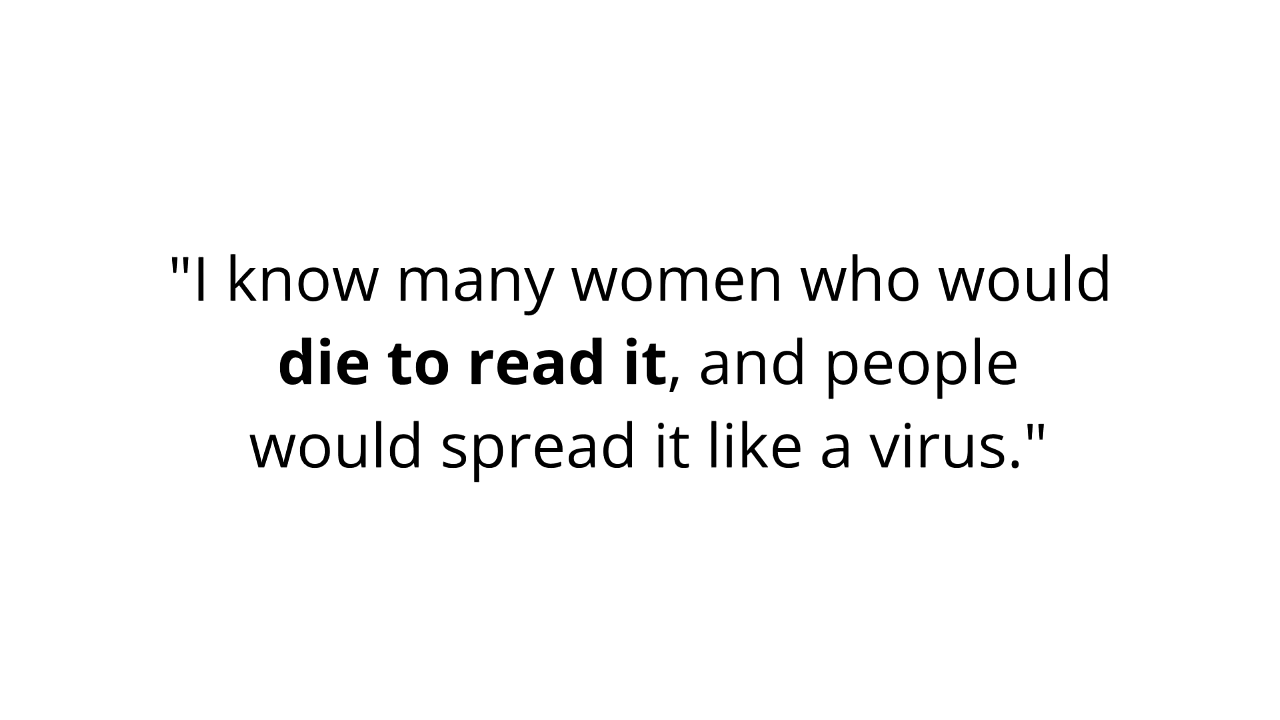 "I know many women who would
die to read it, and people
would spread it like a virus."